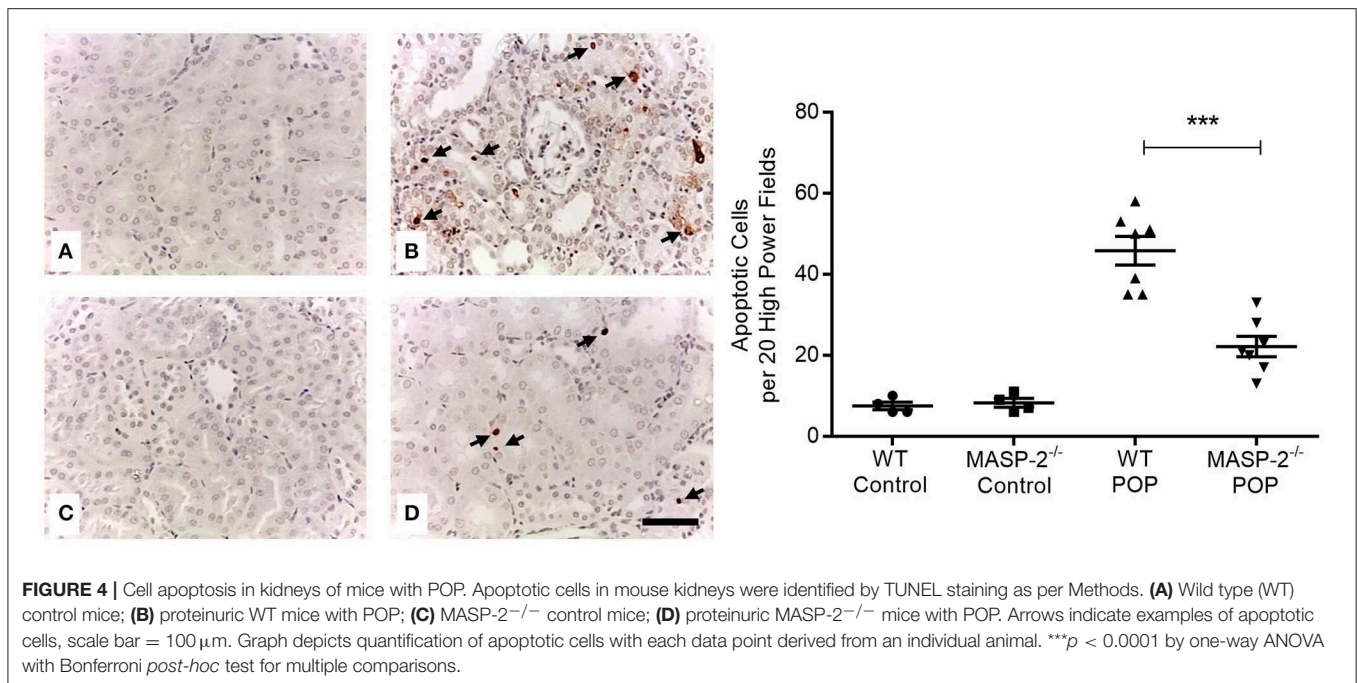 A
B
C
D
Apoptotic Cells
per 20 High Power Fields
80
60
40
20
0
***
WT
Control
MASP-2-/-
Control
WT
POP
MASP-2-/-
POP
FIGURE 4 | Cell apoptosis in kidneys of mice with POP. Apoptotic cells in mouse kidneys were identified by TUNEL staining as per Methods. (A) Wild type (WT)
control mice; (B) proteinuric WT mice with POP; (C) MASP-2−/− control mice; (D) proteinuric MASP-2−/− mice with POP. Arrows indicate examples of apoptotic
cells, scale bar = 100 μm. Graph depicts quantification of apoptotic cells with each data point derived from an individual animal. ***p < 0.0001 by one-way ANOVA
with Bonferroni post-hoc test for multiple comparisons.